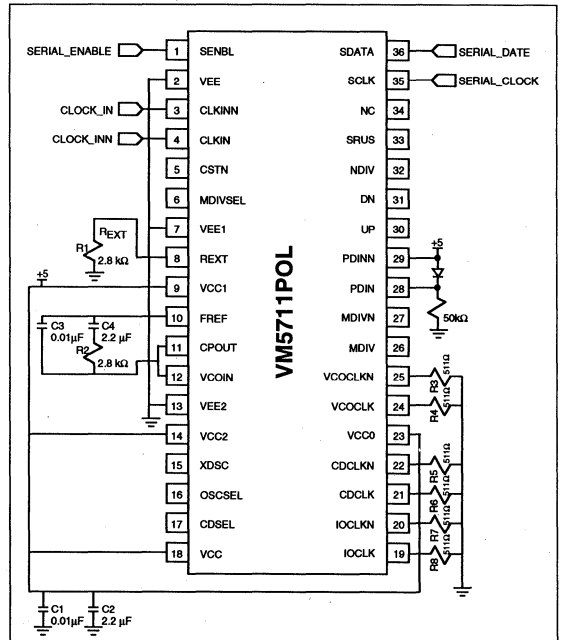 SERIAL_ENABLE 1 SENBL SDATA 36 SERIAL_DATE
2 VEE SCLK 35 SERIAL_CLOCK
CLOCK_IN 3 CLKINN NC 34
CLOCK_INN 4 CLKIN SRUS 33
5 CSTN NDIV 32
6 MDIVSEL DN 31
7 VEE1 UP 30
REXT
R1
2.8 kΩ
8 REXT PDINN 29 +5
+5
9 VCC1 PDIN 28
50kΩ
10 FREF MDIVN 27
C3
0.01µF
C4
2.2 µF
R2
2.8 kΩ
11 CPOUT MDIV 26
12 VCOIN VCOCLKN 25 R3 511Ω
13 VEE2 VCOCLK 24 R4 511Ω
14 VCC2 VCC0 23
15 XDSC CDCLKN 22 R5 511Ω
16 OSCSEL CDCLK 21 R6 511Ω
17 CDSEL IOCLKN 20 R7 511Ω
18 VCC IOCLK 19 R8 511Ω
VM5711POL
C1
0.01µF
C2
2.2 µF